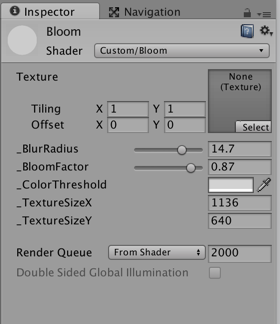 Inspector Navigation
Bloom
Shader Custom/Bloom
Texture None
(Texture)
Tiling X 1 Y 1
Offset X 0 Y 0
Select
_BlurRadius 14.7
_BloomFactor 0.87
_ColorThreshold
_TextureSizeX 1136
_TextureSizeY 640
Render Queue From Shader 2000
Double Sided Global Illumination